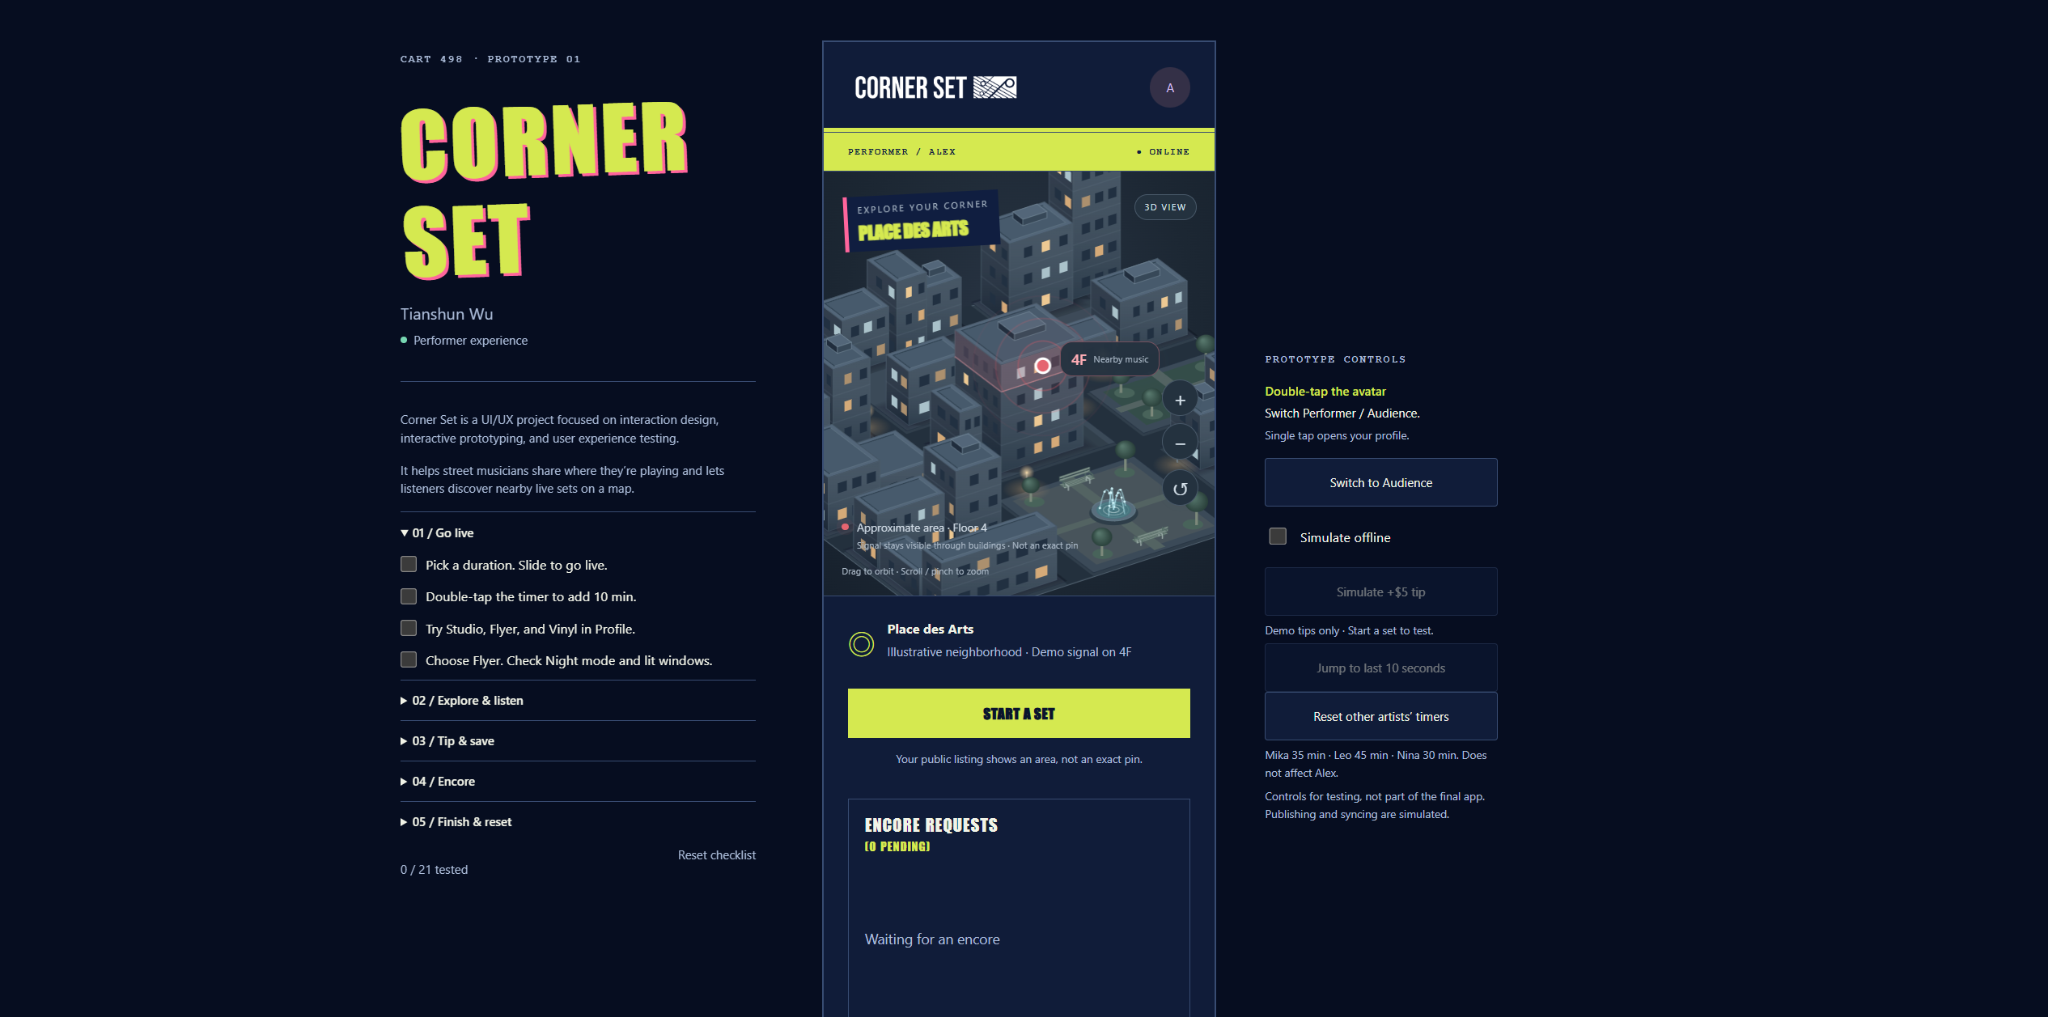 CART 498 · PROTOTYPE 01
CORNER
SET
Tianshun Wu
Performer experience
Corner Set is a UI/UX project focused on interaction design,
interactive prototyping, and user experience testing.
It helps street musicians share where they're playing and lets
listeners discover nearby live sets on a map.
01 / Go live
Pick a duration. Slide to go live.
Double-tap the timer to add 10 min.
Try Studio, Flyer, and Vinyl in Profile.
Choose Flyer. Check Night mode and lit windows.
02 / Explore & listen
03 / Tip & save
04 / Encore
05 / Finish & reset
Reset checklist
0 / 21 tested
CORNER SET
A
PERFORMER / ALEX
• ONLINE
EXPLORE YOUR CORNER
PLACE DES ARTS
3D VIEW
4F Nearby music
+
−
↺
Approximate area · Floor 4
Signal stays visible through buildings · Not an exact pin
Drag to orbit · Scroll / pinch to zoom
Place des Arts
Illustrative neighborhood · Demo signal on 4F
START A SET
Your public listing shows an area, not an exact pin.
ENCORE REQUESTS
(0 PENDING)
Waiting for an encore
PROTOTYPE CONTROLS
Double-tap the avatar
Switch Performer / Audience.
Single tap opens your profile.
Switch to Audience
Simulate offline
Simulate +$5 tip
Demo tips only · Start a set to test.
Jump to last 10 seconds
Reset other artists' timers
Mika 35 min · Leo 45 min · Nina 30 min. Does
not affect Alex.
Controls for testing, not part of the final app.
Publishing and syncing are simulated.